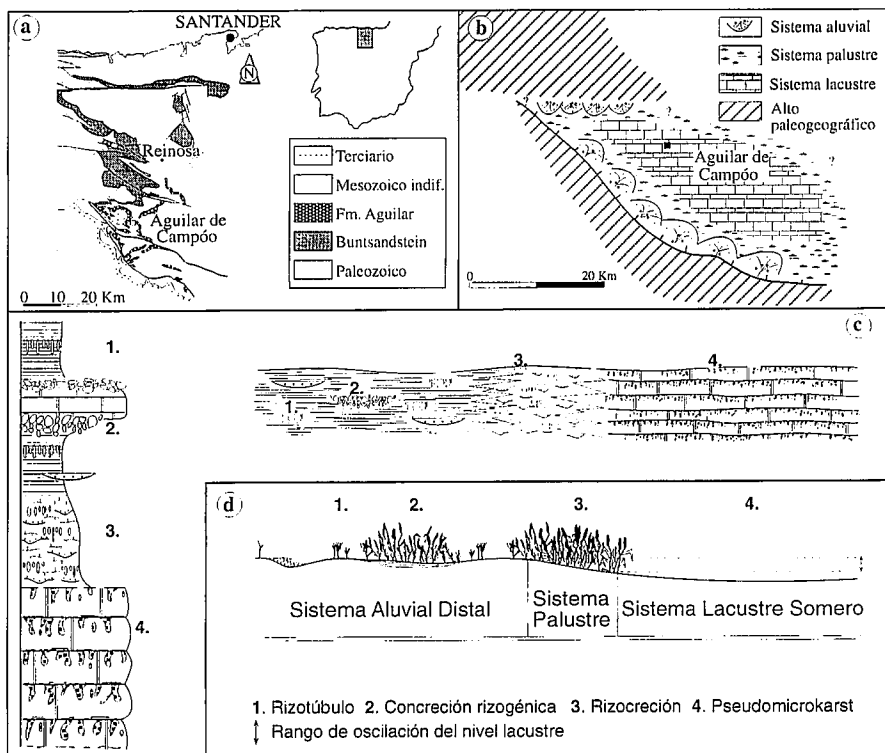 a
SANTANDER
N
Reinosa
Aguilar de
Campóo
0 10 20 Km
Terciario
Mesozoico indif.
Fm. Aguilar
Buntsandstein
Paleozoico
b
Sistema aluvial
Sistema palustre
Sistema lacustre
Alto
paleogeográfico
?
?
?
Aguilar de
Campóo
0 20 Km
c
1.
2.
3.
4.
1.
2.
3.
4.
d
1. 2. 3. 4.
Sistema Aluvial Distal
Sistema
Palustre
Sistema Lacustre Somero
1. Rizotúbulo 2. Concreción rizogénica 3. Rizocreción 4. Pseudomicrokarst
Rango de oscilación del nivel lacustre